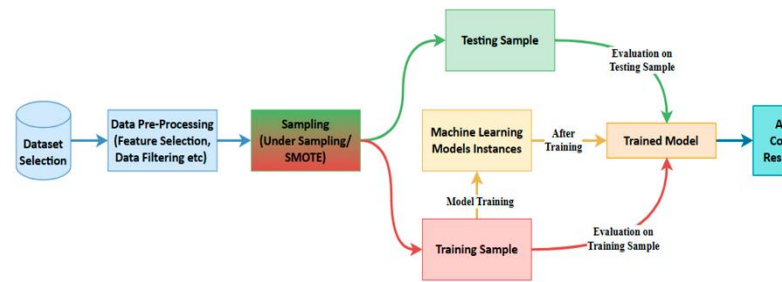 Dataset
Selection
Data Pre-Processing
(Feature Selection,
Data Filtering etc)
Sampling
(Under Sampling/
SMOTE)
Testing Sample
Evaluation on
Testing Sample
Machine Learning
Models Instances
After
Training
Trained Model
Model Training
Training Sample
Evaluation on
Training Sample